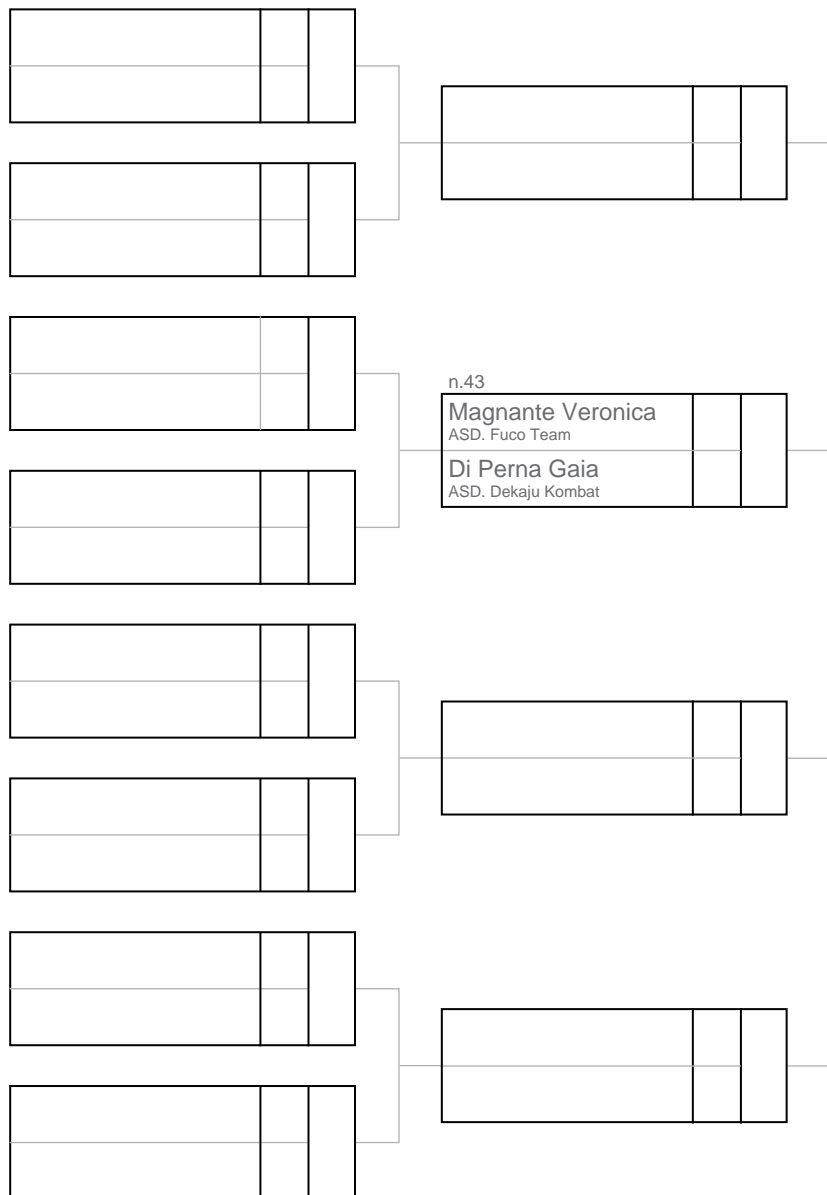 n.43
Magnante Veronica
ASD. Fuco Team
Di Perna Gaia
ASD. Dekaju Kombat